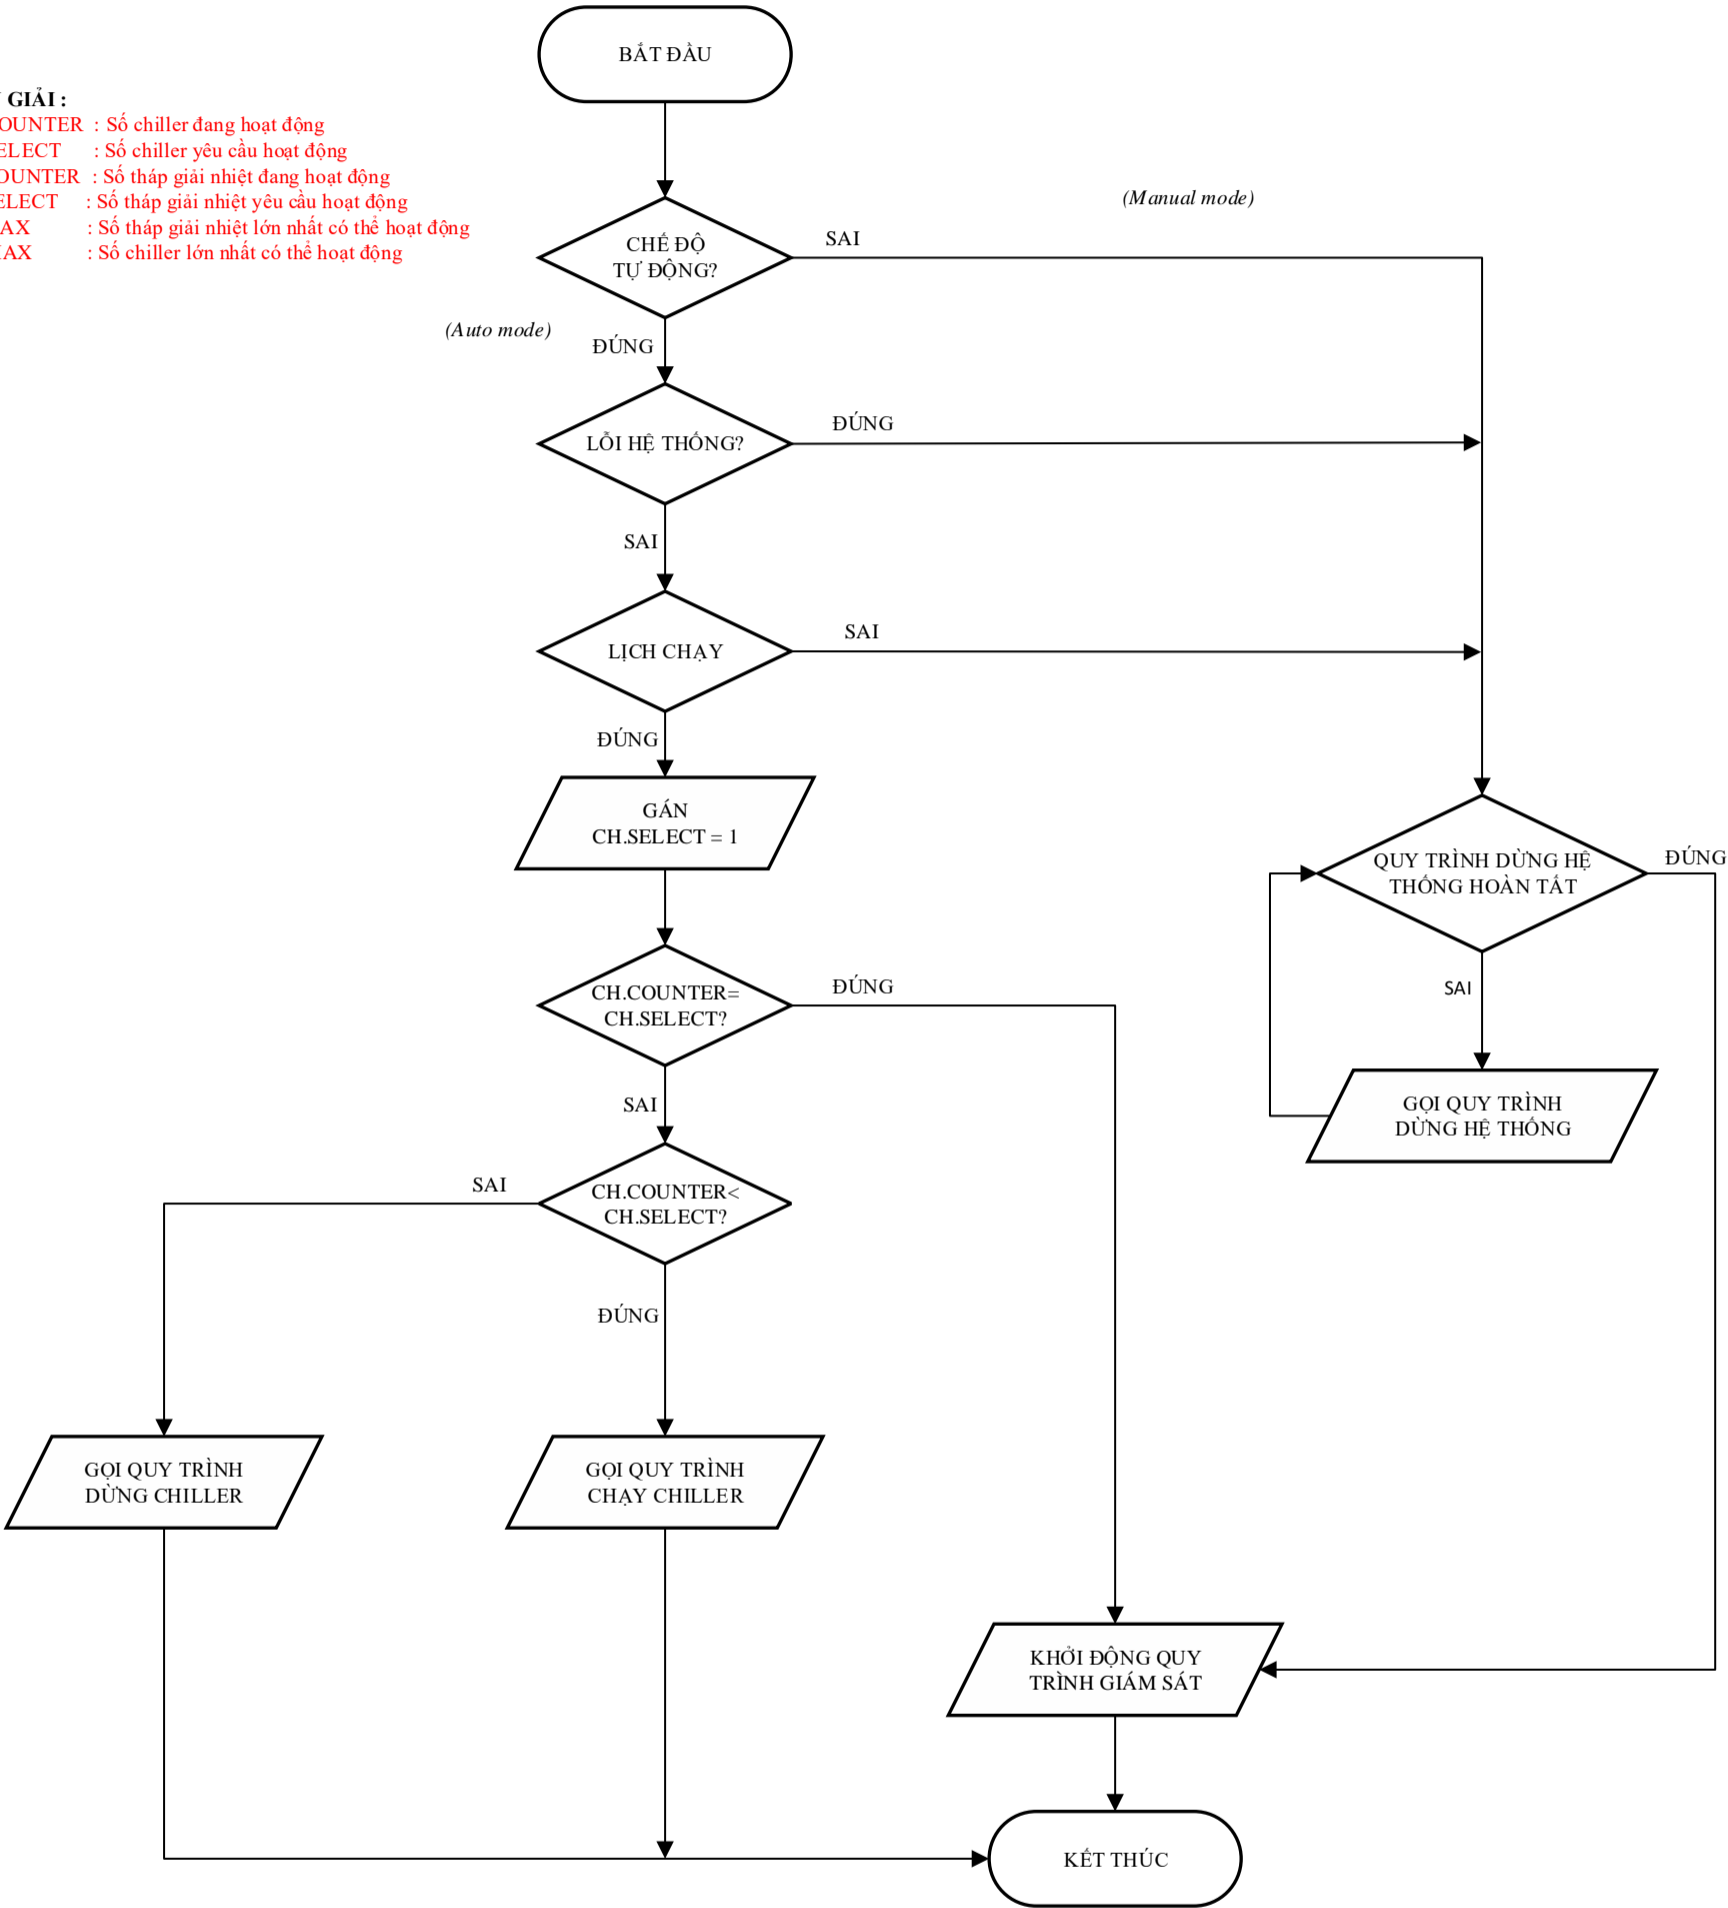 BẮT ĐẦU
GIẢI :
OUNTER : Số chiller đang hoạt động
ELECT : Số chiller yêu cầu hoạt động
OUNTER : Số tháp giải nhiệt đang hoạt động
ELECT : Số tháp giải nhiệt yêu cầu hoạt động
AX : Số tháp giải nhiệt lớn nhất có thể hoạt động
AX : Số chiller lớn nhất có thể hoạt động
(Manual mode)
CHẾ ĐỘ
TỰ ĐỘNG?
SAI
(Auto mode)
ĐÚNG
LỖI HỆ THỐNG?
ĐÚNG
SAI
LỊCH CHẠY
SAI
ĐÚNG
GÁN
CH.SELECT = 1
QUY TRÌNH DỪNG HỆ
THỐNG HOÀN TẤT
ĐÚNG
SAI
GỌI QUY TRÌNH
DỪNG HỆ THỐNG
CH.COUNTER=
CH.SELECT?
ĐÚNG
SAI
CH.COUNTER<
CH.SELECT?
SAI
ĐÚNG
GỌI QUY TRÌNH
DỪNG CHILLER
GỌI QUY TRÌNH
CHẠY CHILLER
KHỞI ĐỘNG QUY
TRÌNH GIÁM SÁT
KẾT THÚC